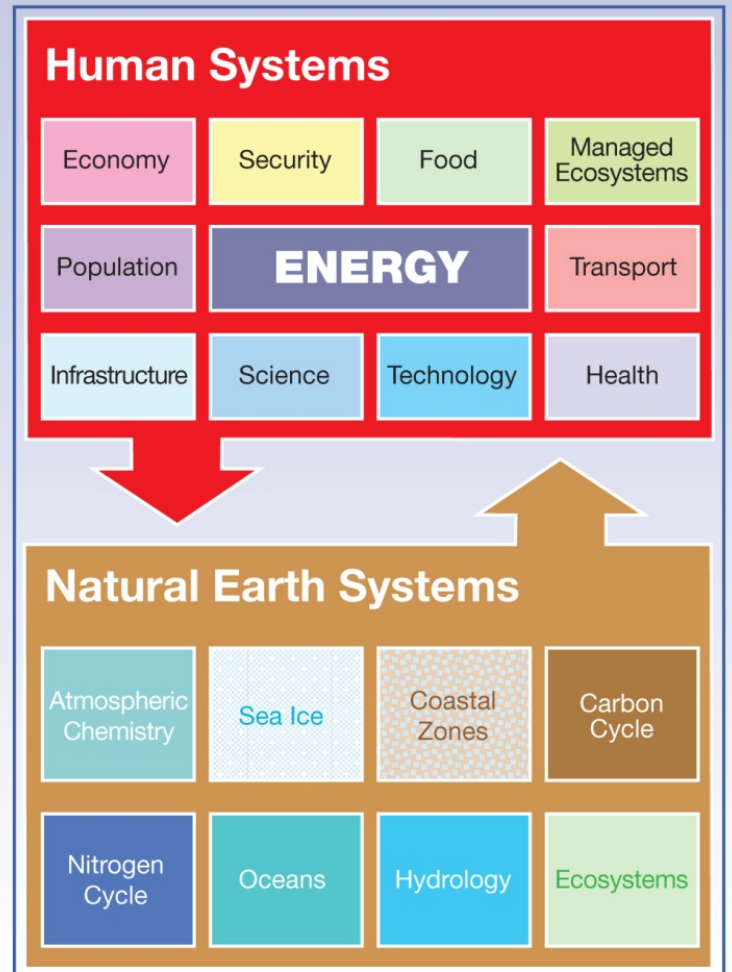 Human Systems
Economy
Security
Food
Managed
Ecosystems
Population
ENERGY
Transport
Infrastructure
Science
Technology
Health
Natural Earth Systems
Atmospheric
Chemistry
Sea Ice
Coastal
Zones
Carbon
Cycle
Nitrogen
Cycle
Oceans
Hydrology
Ecosystems